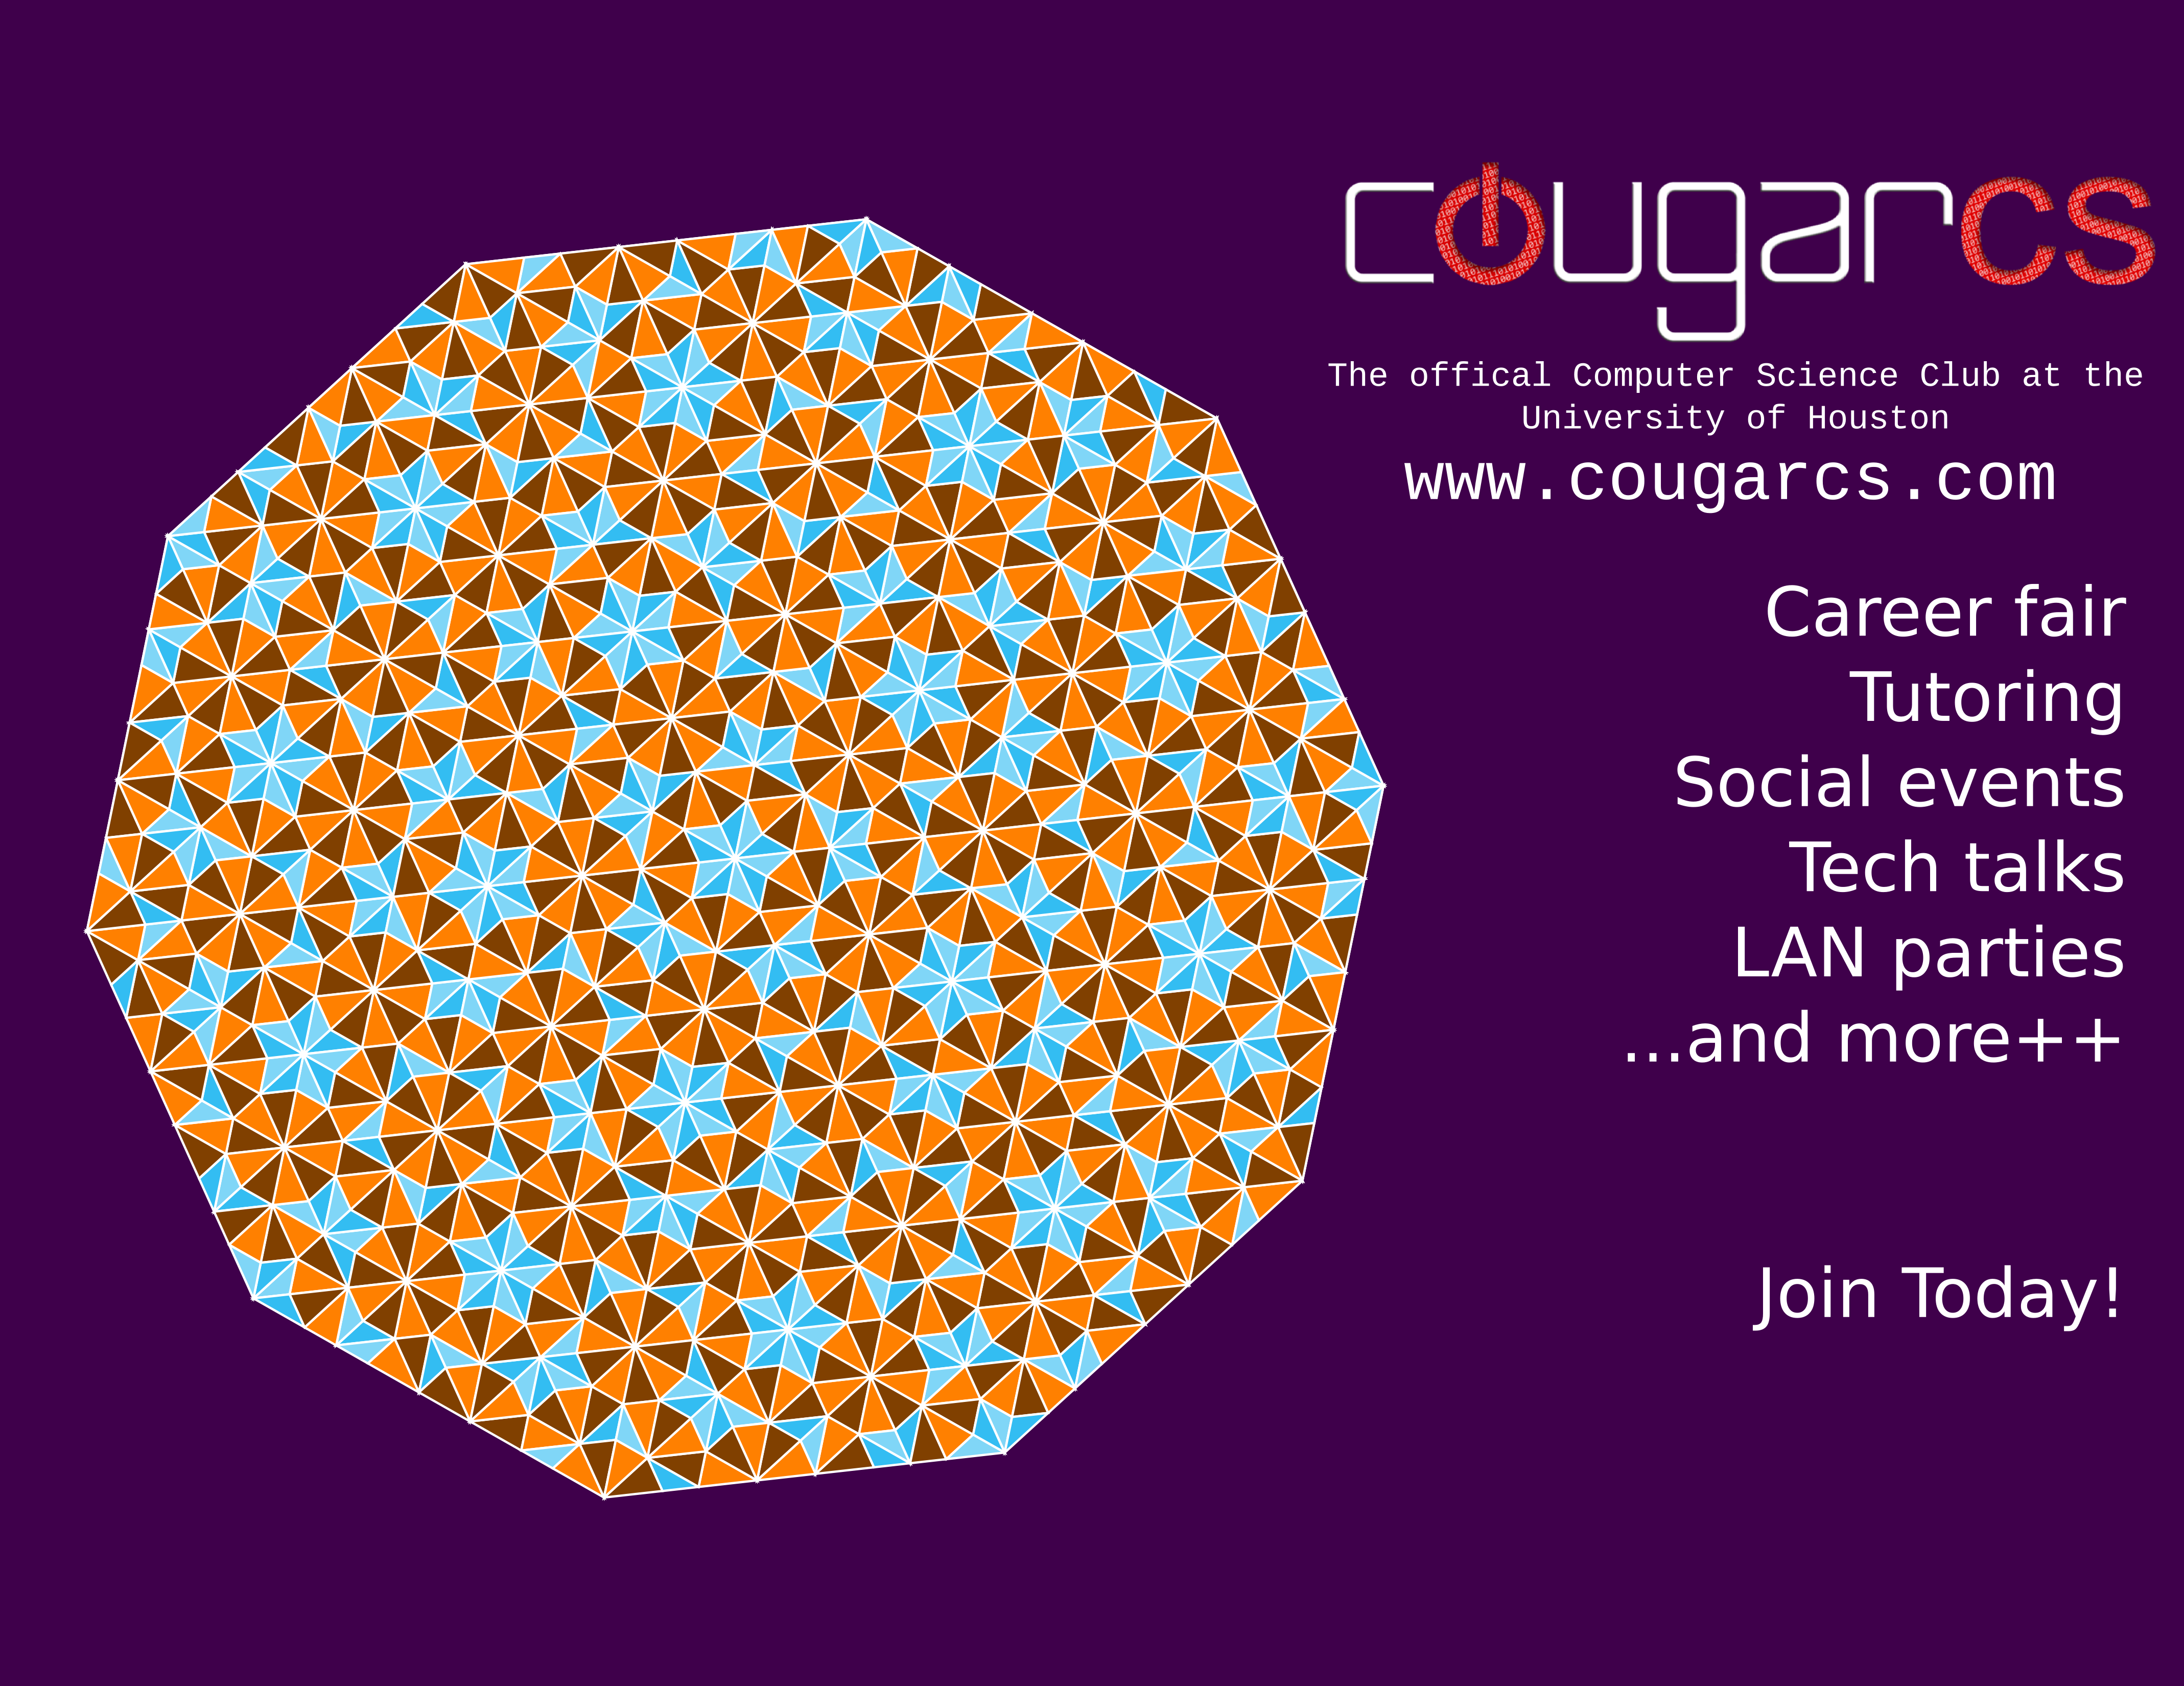 cougarcs
The offical Computer Science Club at the
University of Houston
www.cougarcs.com
Career fair
Tutoring
Social events
Tech talks
LAN parties
...and more++
Join Today!